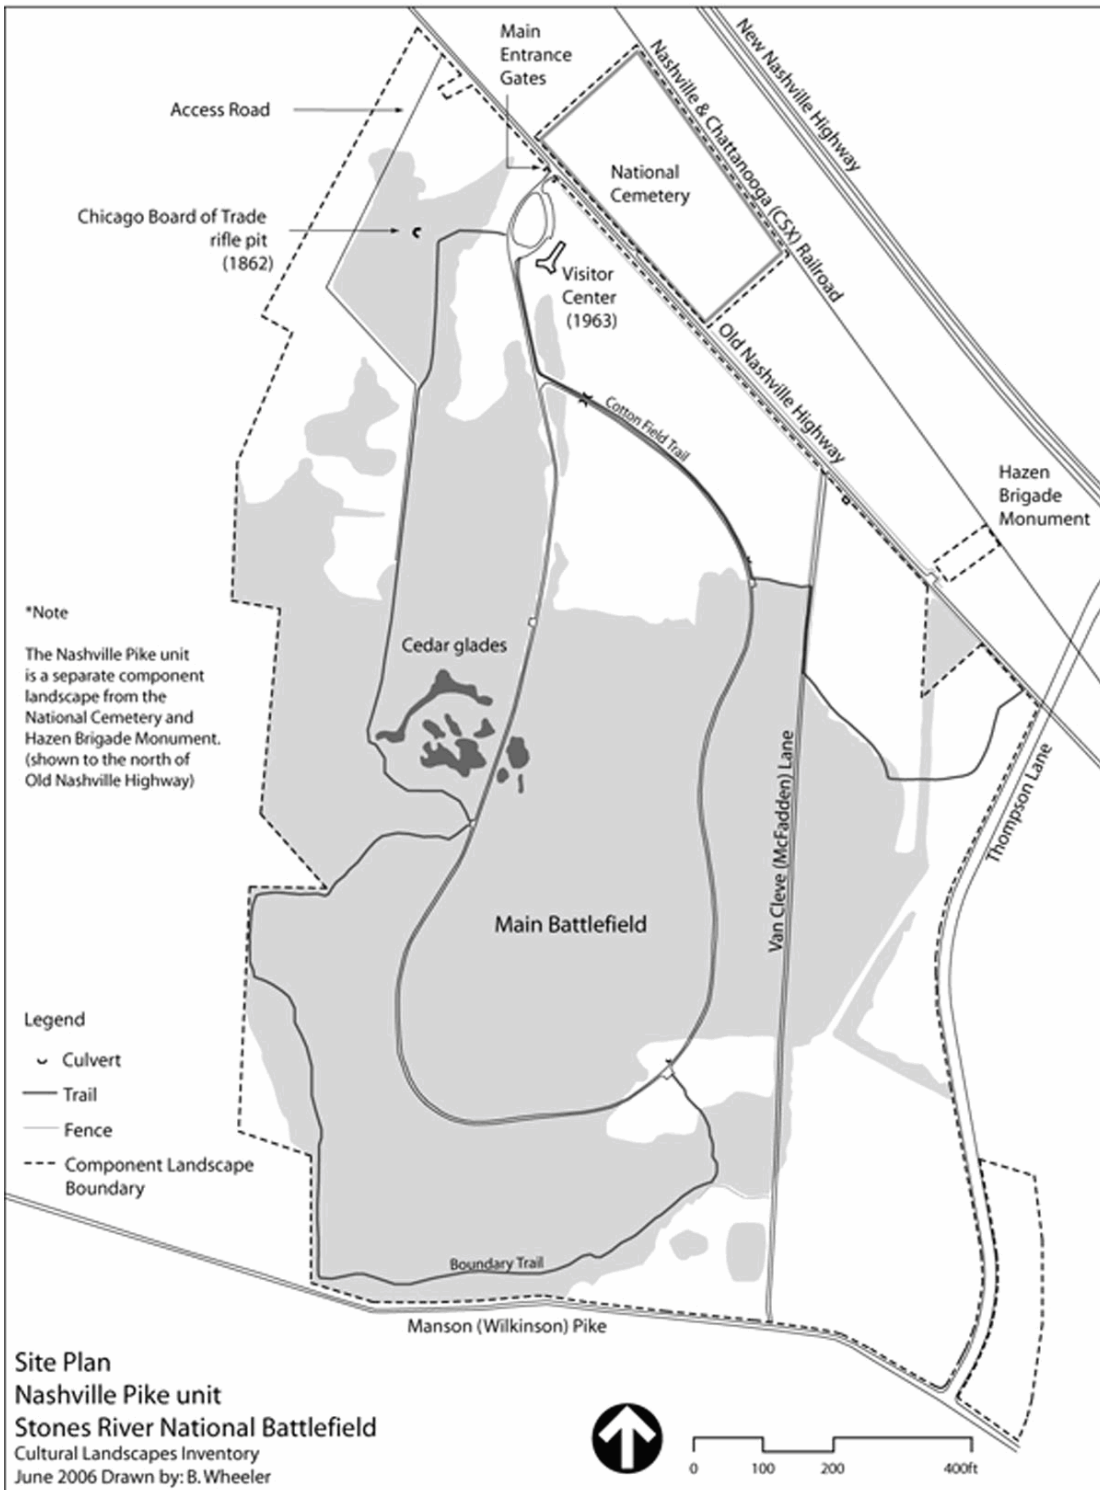 Main
Entrance
Gates
New Nashville Highway
Nashville & Chattanooga (CSX) Railroad
Access Road
National
Cemetery
Chicago Board of Trade
rifle pit
(1862)
Visitor
Center
(1963)
Old Nashville Highway
Cotton Field Trail
Hazen
Brigade
Monument
*Note
The Nashville Pike unit
is a separate component
landscape from the
National Cemetery and
Hazen Brigade Monument.
(shown to the north of
Old Nashville Highway)
Cedar glades
Van Cleve (McFadden) Lane
Thompson Lane
Main Battlefield
Legend
Culvert
Trail
Fence
Component Landscape
Boundary
Boundary Trail
Manson (Wilkinson) Pike
Site Plan
Nashville Pike unit
Stones River National Battlefield
Cultural Landscapes Inventory
June 2006 Drawn by: B. Wheeler
0 100 200 400ft